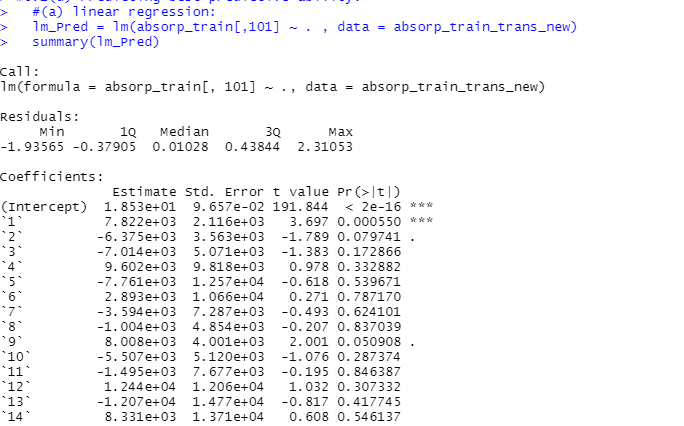 >   #(a) linear regression:
>   lm_Pred = lm(absorp_train[,101] ~ . , data = absorp_train_trans_new)
>   summary(lm_Pred)
Call:
lm(formula = absorp_train[, 101] ~ ., data = absorp_train_trans_new)
Residuals:
     Min       1Q   Median       3Q      Max
-1.93565 -0.37905  0.01028  0.43844  2.31053
Coefficients:
              Estimate Std. Error t value Pr(>|t|)
(Intercept)  1.853e+01  9.657e-02 191.844  < 2e-16 ***
`1`          7.822e+03  2.116e+03   3.697 0.000550 ***
`2`         -6.375e+03  3.563e+03  -1.789 0.079741 .
`3`         -7.014e+03  5.071e+03  -1.383 0.172866
`4`          9.602e+03  9.818e+03   0.978 0.332882
`5`         -7.761e+03  1.257e+04  -0.618 0.539671
`6`          2.893e+03  1.066e+04   0.271 0.787170
`7`         -3.594e+03  7.287e+03  -0.493 0.624101
`8`         -1.004e+03  4.854e+03  -0.207 0.837039
`9`          8.008e+03  4.001e+03   2.001 0.050908 .
`10`        -5.507e+03  5.120e+03  -1.076 0.287374
`11`        -1.495e+03  7.677e+03  -0.195 0.846387
`12`         1.244e+04  1.206e+04   1.032 0.307332
`13`        -1.207e+04  1.477e+04  -0.817 0.417745
`14`         8.331e+03  1.371e+04   0.608 0.546137